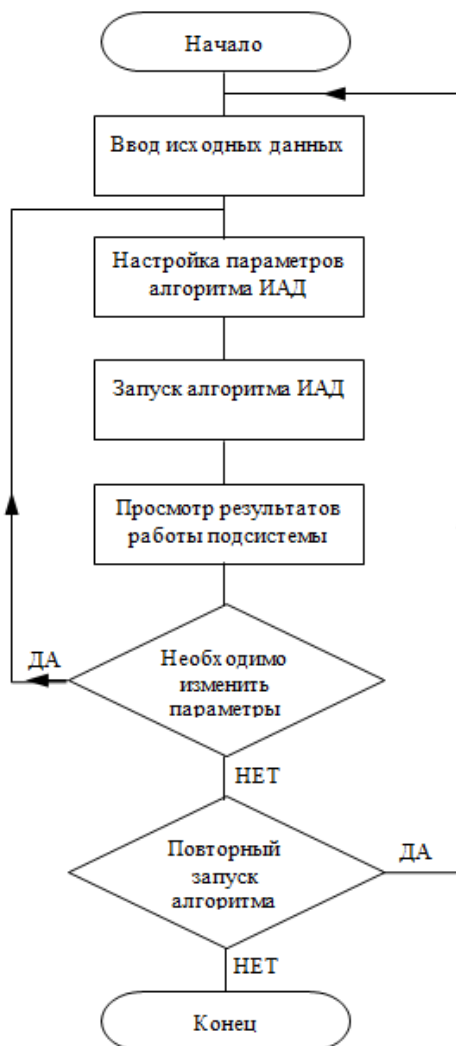 Начало
Ввод исходных данных
Настройка параметров
алгоритма ИАД
Запуск алгоритма ИАД
Просмотр результатов
работы подсистемы
ДА
Необходимо
изменить
параметры
НЕТ
Повторный
запуск
алгоритма
ДА
НЕТ
Конец